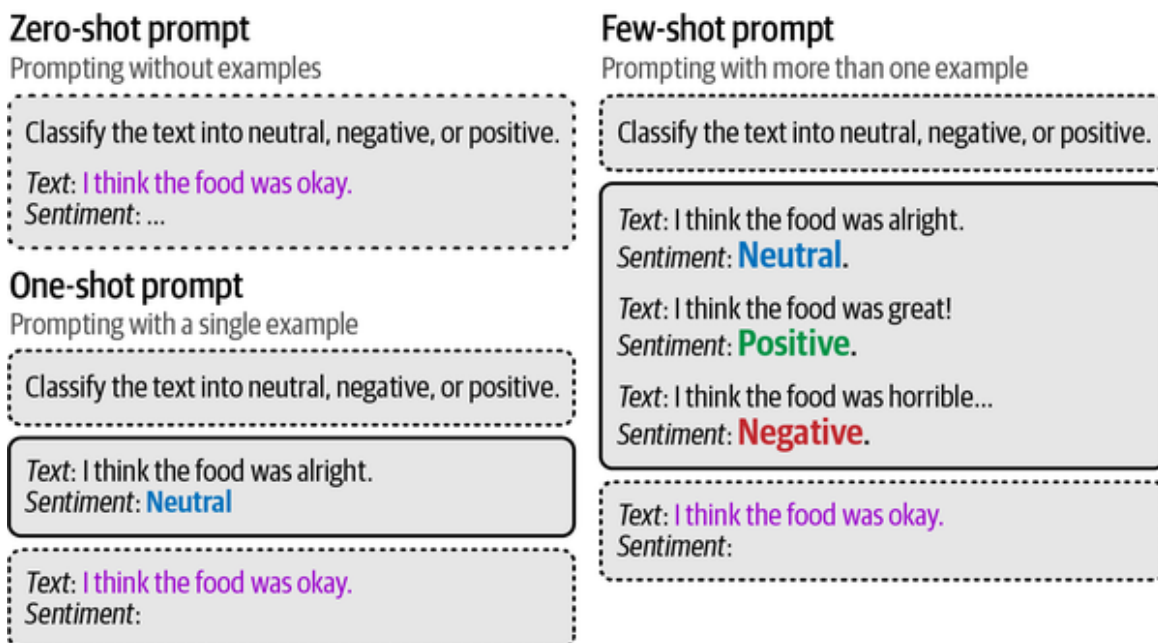 Zero-shot prompt
Prompting without examples
Classify the text into neutral, negative, or positive.
Text: I think the food was okay.
Sentiment: ...
One-shot prompt
Prompting with a single example
Classify the text into neutral, negative, or positive.
Text: I think the food was alright.
Sentiment: Neutral
Text: I think the food was okay.
Sentiment:
Few-shot prompt
Prompting with more than one example
Classify the text into neutral, negative, or positive.
Text: I think the food was alright.
Sentiment: Neutral.
Text: I think the food was great!
Sentiment: Positive.
Text: I think the food was horrible...
Sentiment: Negative.
Text: I think the food was okay.
Sentiment: